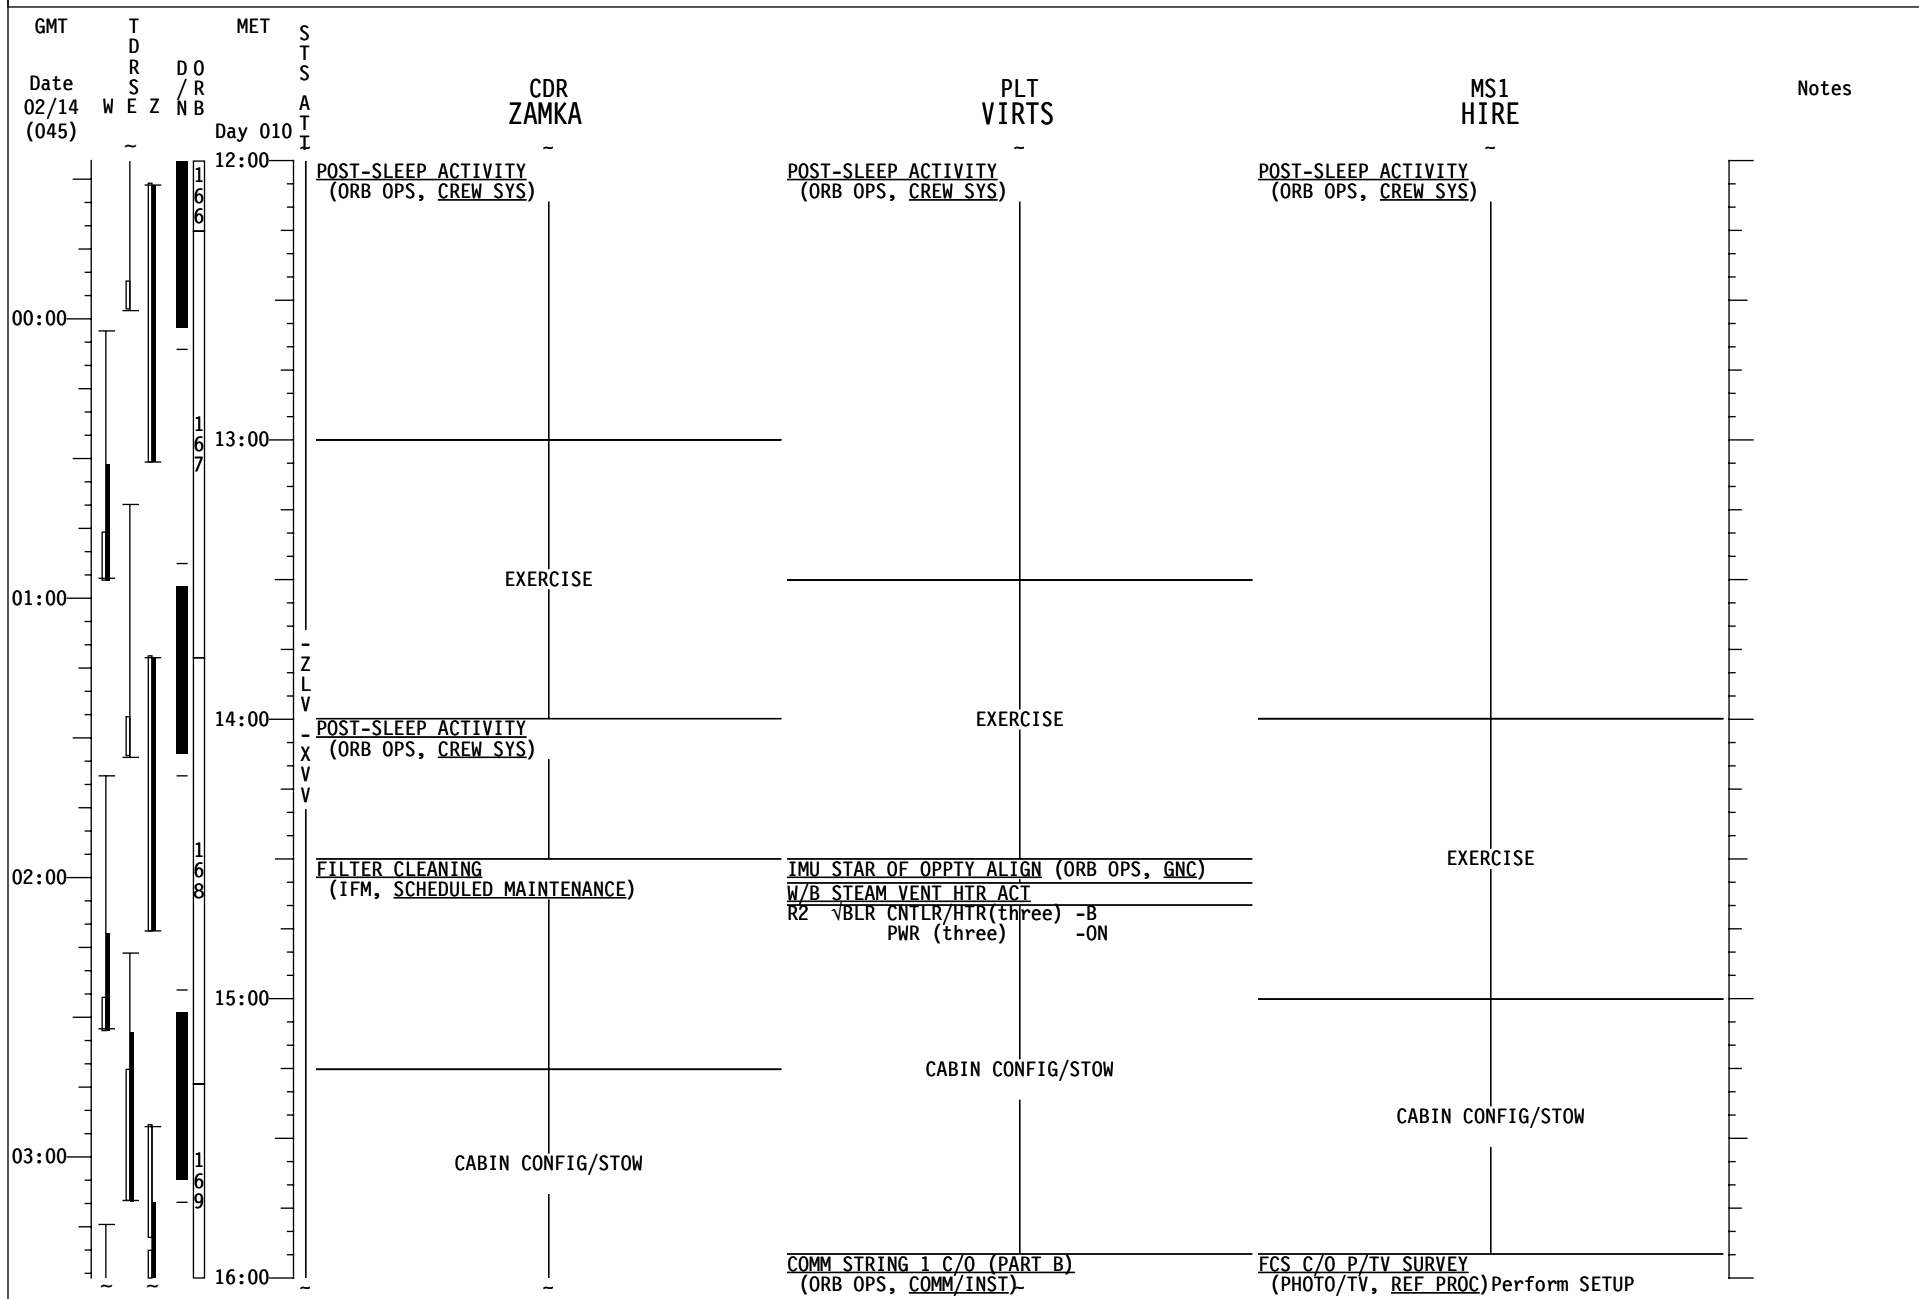 GMT
TDRS
MET
STS ATT
D/N
ORB
Date
02/14
(045)
W E Z
Day 010
CDR
ZAMKA
PLT
VIRTS
MS1
HIRE
Notes
~
~
~
~
12:00
POST-SLEEP ACTIVITY
(ORB OPS, CREW SYS)
POST-SLEEP ACTIVITY
(ORB OPS, CREW SYS)
POST-SLEEP ACTIVITY
(ORB OPS, CREW SYS)
166
00:00
167
13:00
EXERCISE
01:00
-ZLV -XVV
14:00
POST-SLEEP ACTIVITY
(ORB OPS, CREW SYS)
EXERCISE
168
02:00
FILTER CLEANING
(IFM, SCHEDULED MAINTENANCE)
IMU STAR OF OPPTY ALIGN (ORB OPS, GNC)
W/B STEAM VENT HTR ACT
R2 √BLR CNTLR/HTR(three) -B
PWR (three) -ON
EXERCISE
15:00
CABIN CONFIG/STOW
CABIN CONFIG/STOW
03:00
169
CABIN CONFIG/STOW
16:00
COMM STRING 1 C/O (PART B)
(ORB OPS, COMM/INST)
FCS C/O P/TV SURVEY
(PHOTO/TV, REF PROC)Perform SETUP
~ ~ ~ ~ ~